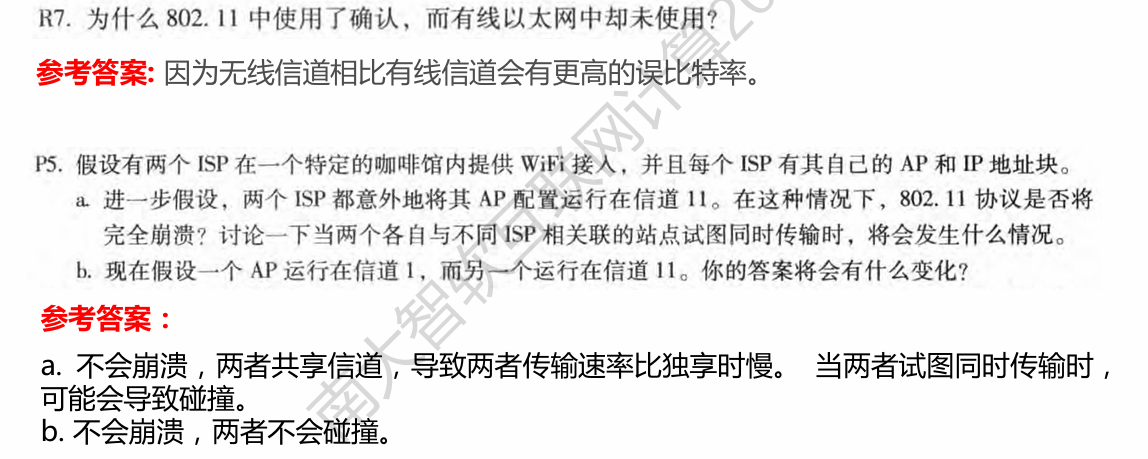 R7. 为什么 802.11 中使用了确认，而有线以太网中却未使用？
参考答案: 因为无线信道相比有线信道会有更高的误比特率。
P5. 假设有两个 ISP 在一个特定的咖啡馆内提供 WiFi 接入，并且每个 ISP 有其自己的 AP 和 IP 地址块。
a. 进一步假设，两个 ISP 都意外地将其 AP 配置运行在信道 11。在这种情况下，802.11 协议是否将
完全崩溃？讨论一下当两个各自与不同 ISP 相关联的站点试图同时传输时，将会发生什么情况。
b. 现在假设一个 AP 运行在信道 1，而另一个运行在信道 11。你的答案将会有什么变化？
参考答案：
a. 不会崩溃，两者共享信道，导致两者传输速率比独享时慢。 当两者试图同时传输时，
可能会导致碰撞。
b. 不会崩溃，两者不会碰撞。
南大智软互联网计算20